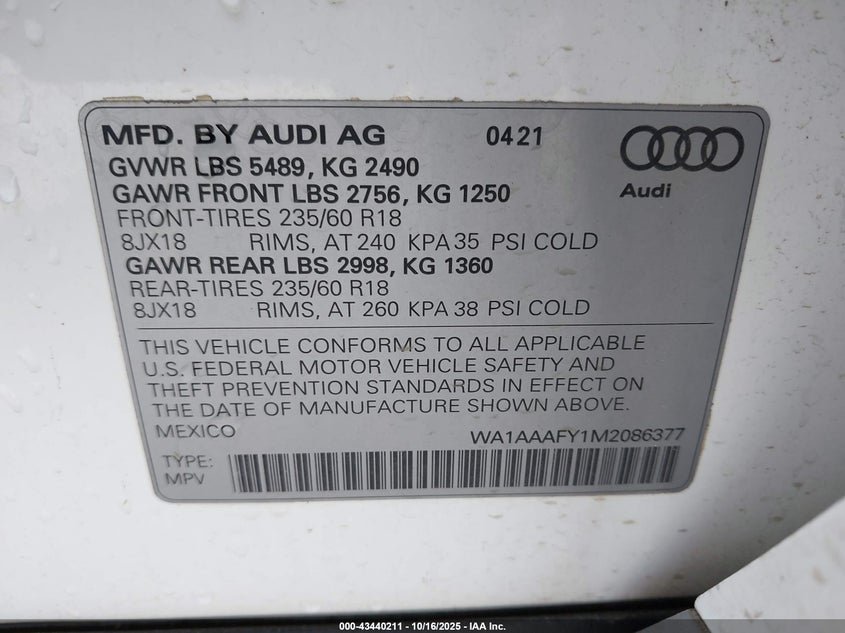 MFD. BY AUDI AG 0421
GVWR LBS 5489, KG 2490
GAWR FRONT LBS 2756, KG 1250
Audi
FRONT-TIRES 235/60 R18
8JX18 RIMS, AT 240 KPA 35 PSI COLD
GAWR REAR LBS 2998, KG 1360
REAR-TIRES 235/60 R18
8JX18 RIMS, AT 260 KPA 38 PSI COLD
THIS VEHICLE CONFORMS TO ALL APPLICABLE
U.S. FEDERAL MOTOR VEHICLE SAFETY AND
THEFT PREVENTION STANDARDS IN EFFECT ON
THE DATE OF MANUFACTURE SHOWN ABOVE.
MEXICO WA1AAAFY1M2086377
TYPE:
MPV
000-43440211 - 10/16/2025 - IAA Inc.